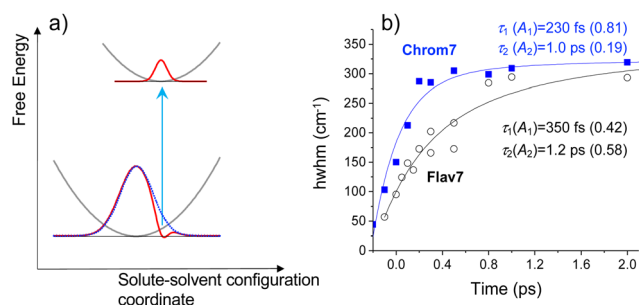 a)
Free Energy
Solute-solvent configuration
coordinate
b)
Chrom7
τ1 (A1)=230 fs (0.81)
τ2 (A2)=1.0 ps (0.19)
τ1(A1)=350 fs (0.42)
τ2(A2)=1.2 ps (0.58)
Flav7
hwhm (cm⁻¹)
350
300
250
200
150
100
50
0
0.0 0.4 0.8 1.2 1.6 2.0
Time (ps)